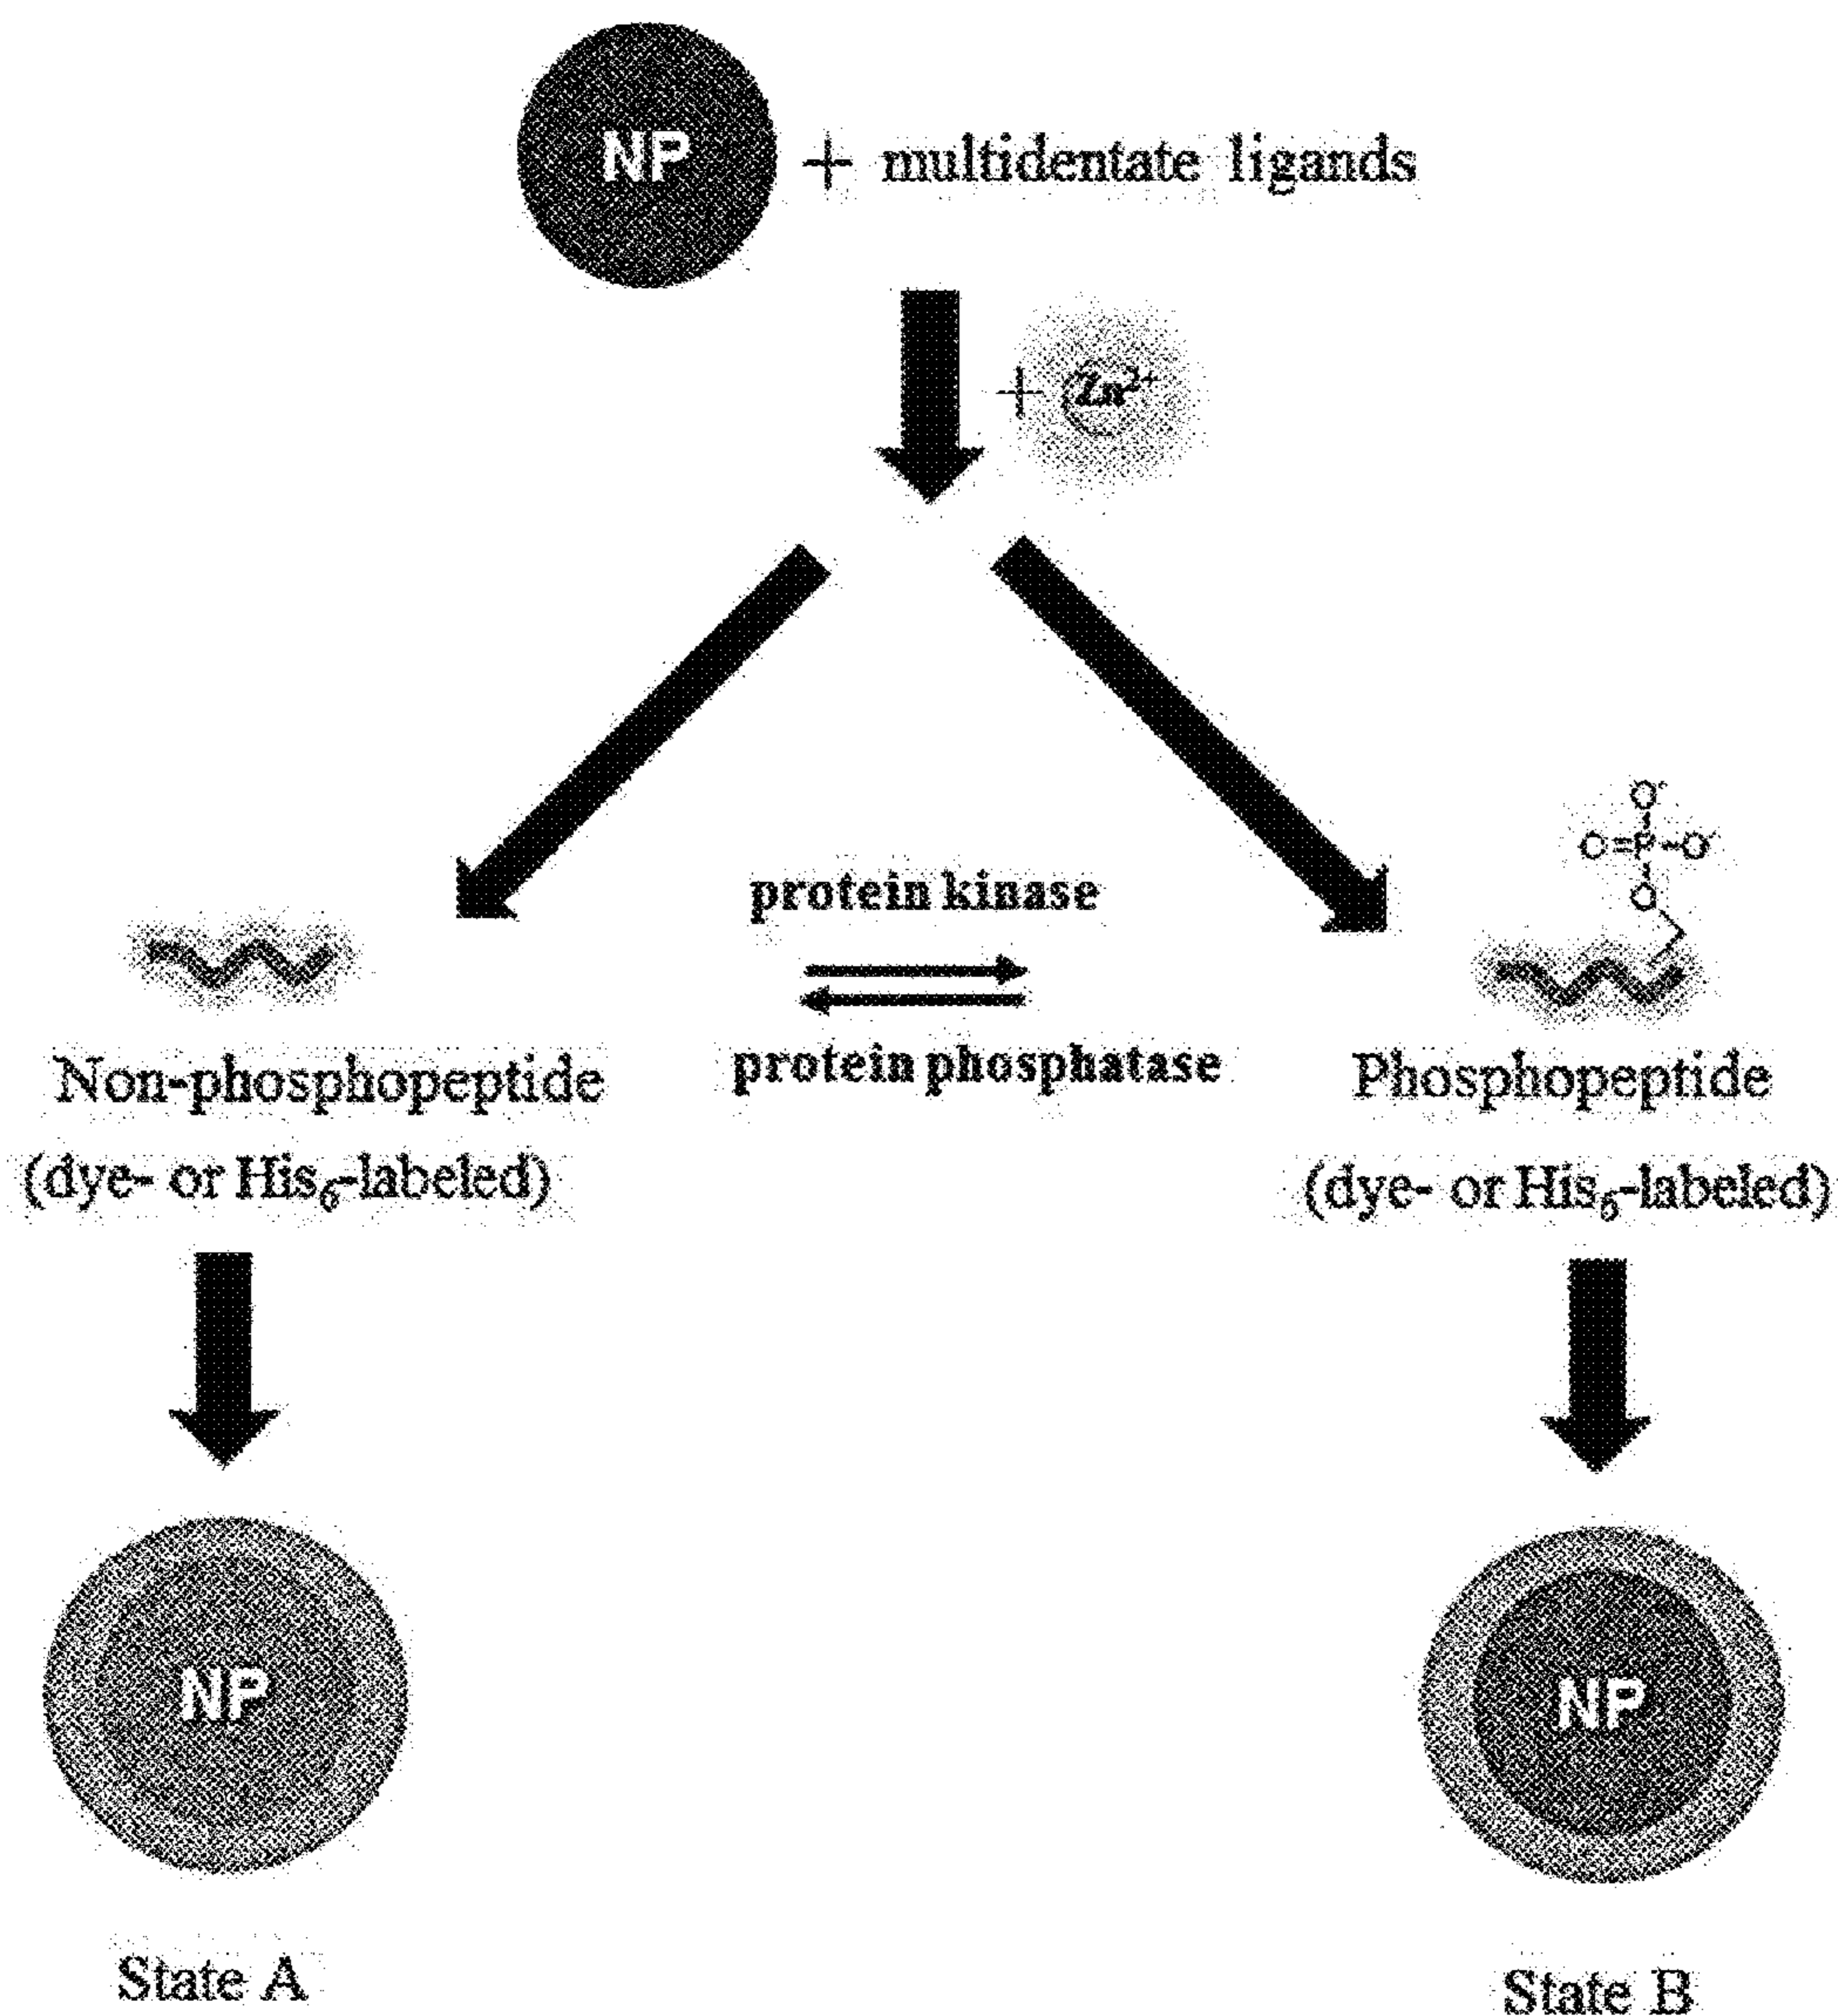 NP + multidentate ligands
+ Zn²⁺
O⁻
O=P-O⁻
O
protein kinase
protein phosphatase
Non-phosphopeptide
(dye- or His₆-labeled)
Phosphopeptide
(dye- or His₆-labeled)
NP
NP
State A
State B